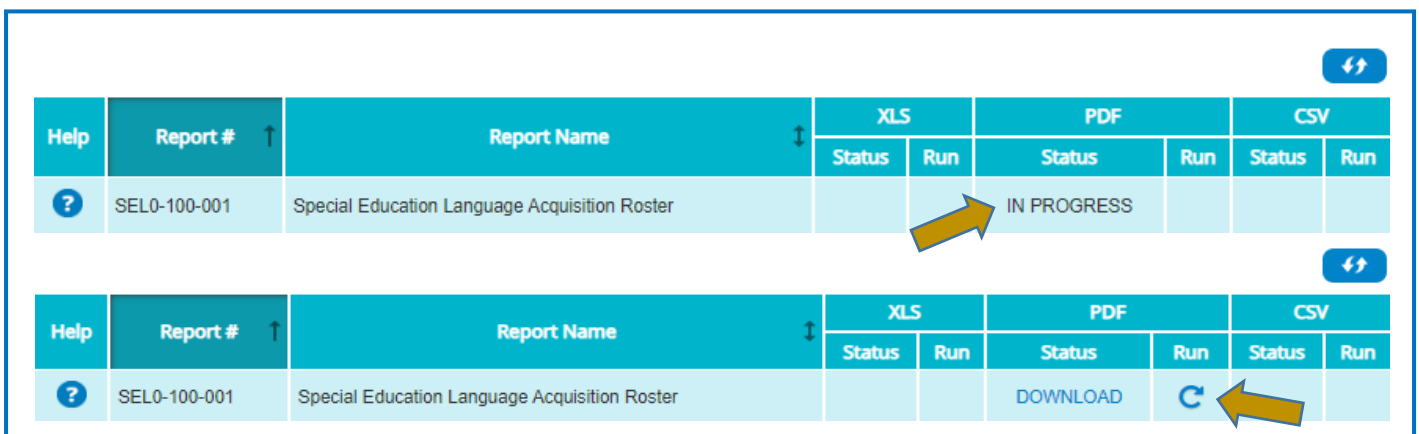 Help Report # Report Name XLS PDF CSV
Status Run Status Run Status Run
SEL0-100-001 Special Education Language Acquisition Roster IN PROGRESS
Help Report # Report Name XLS PDF CSV
Status Run Status Run Status Run
SEL0-100-001 Special Education Language Acquisition Roster DOWNLOAD